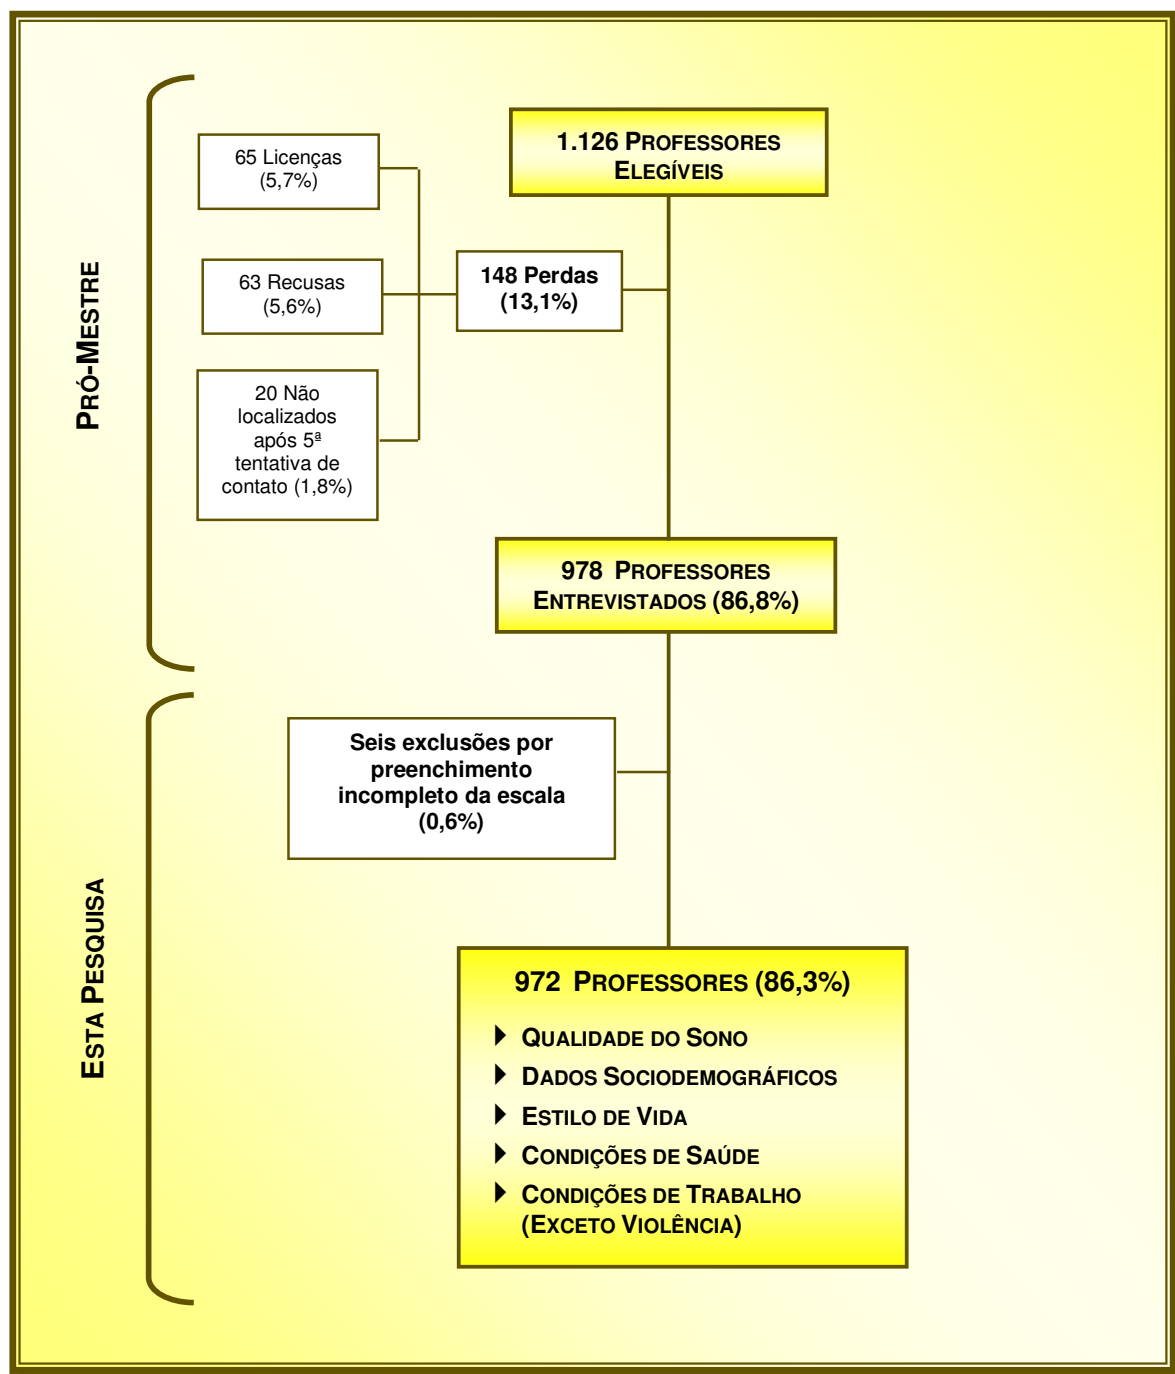 PRÓ-MESTRE
1.126 PROFESSORES
ELEGÍVEIS
65 Licenças
(5,7%)
148 Perdas
(13,1%)
63 Recusas
(5,6%)
20 Não
localizados
após 5ª
tentativa de
contato (1,8%)
978 PROFESSORES
ENTREVISTADOS (86,8%)
ESTA PESQUISA
Seis exclusões por
preenchimento
incompleto da escala
(0,6%)
972 PROFESSORES (86,3%)
QUALIDADE DO SONO
DADOS SOCIODEMOGRÁFICOS
ESTILO DE VIDA
CONDIÇÕES DE SAÚDE
CONDIÇÕES DE TRABALHO
(EXCETO VIOLÊNCIA)